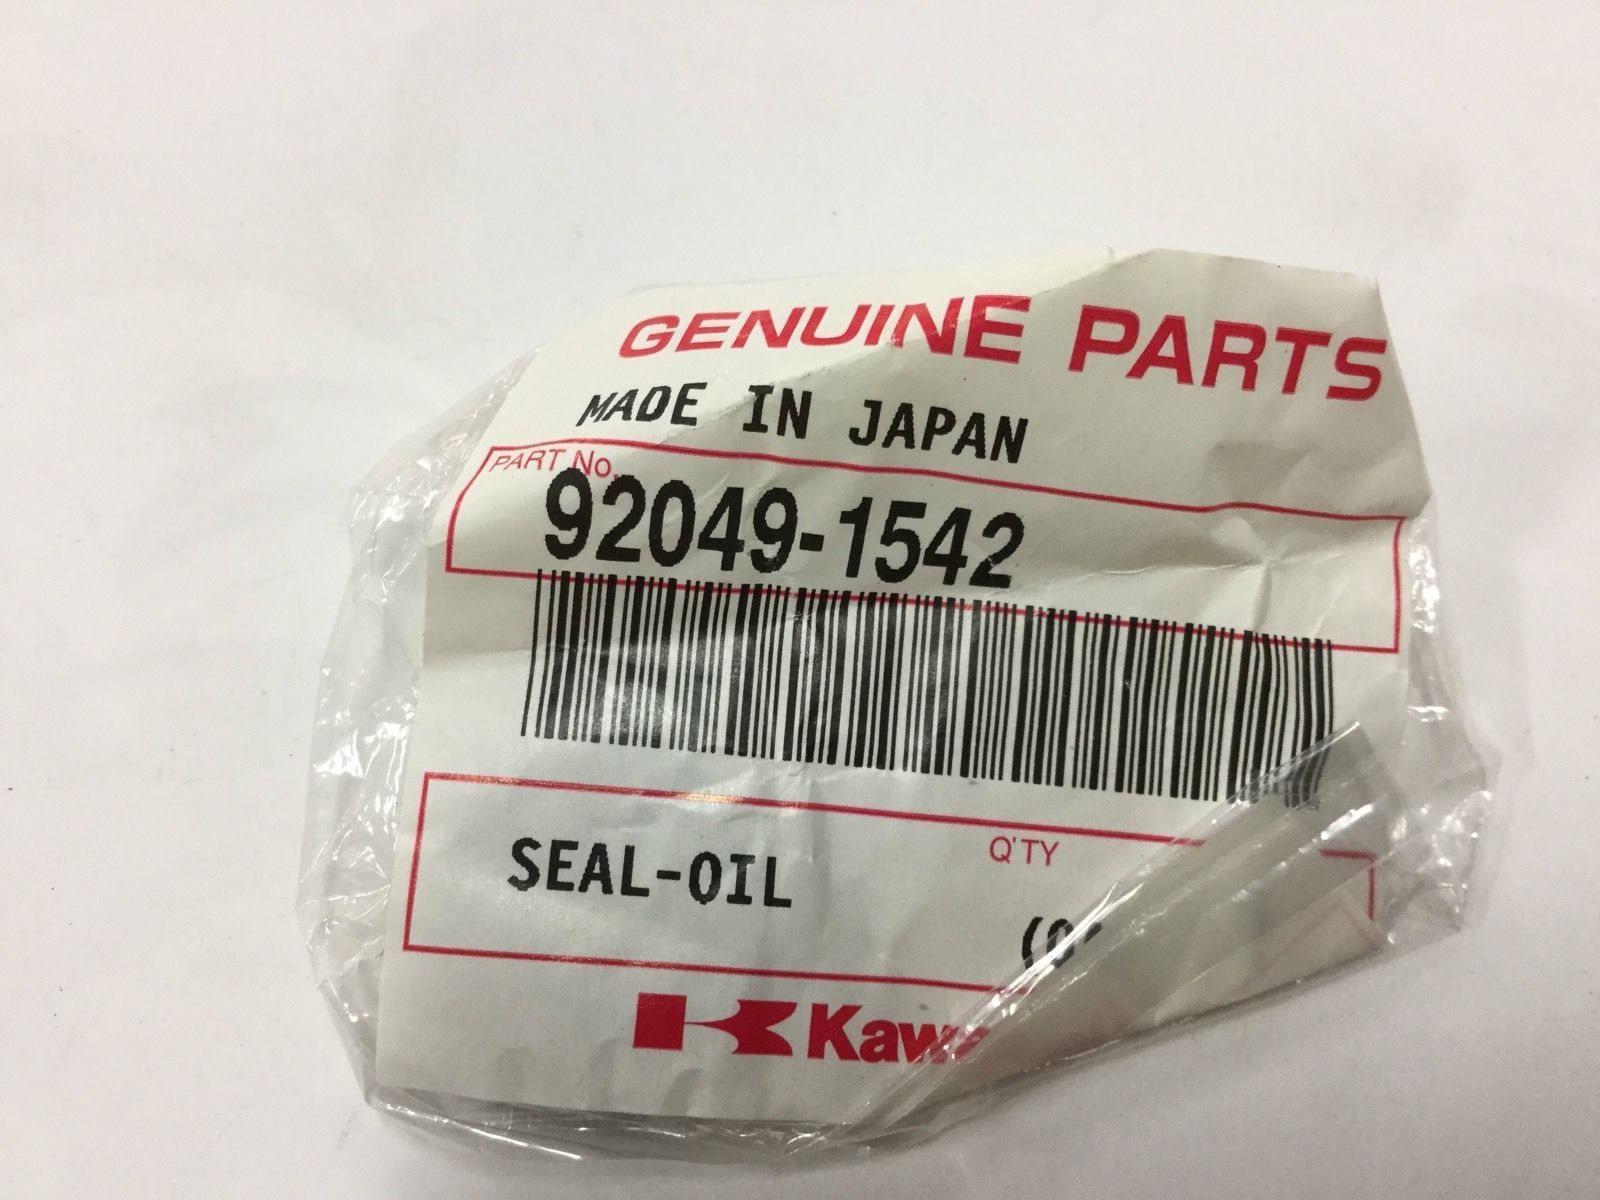 GENUINE PARTS
MADE IN JAPAN
PART No.
92049-1542
SEAL-OIL
Q'TY